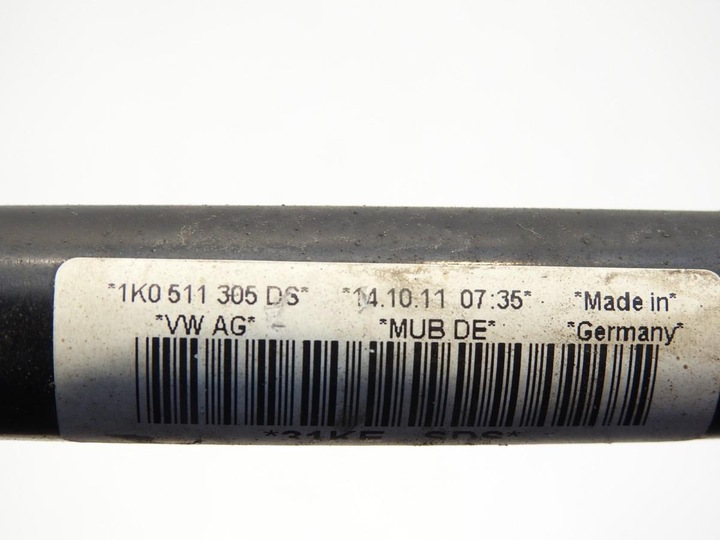 *1K0 511 305 DS* *14.10.11 07:35* *Made in*
*VW AG* - *MUB DE* *Germany*